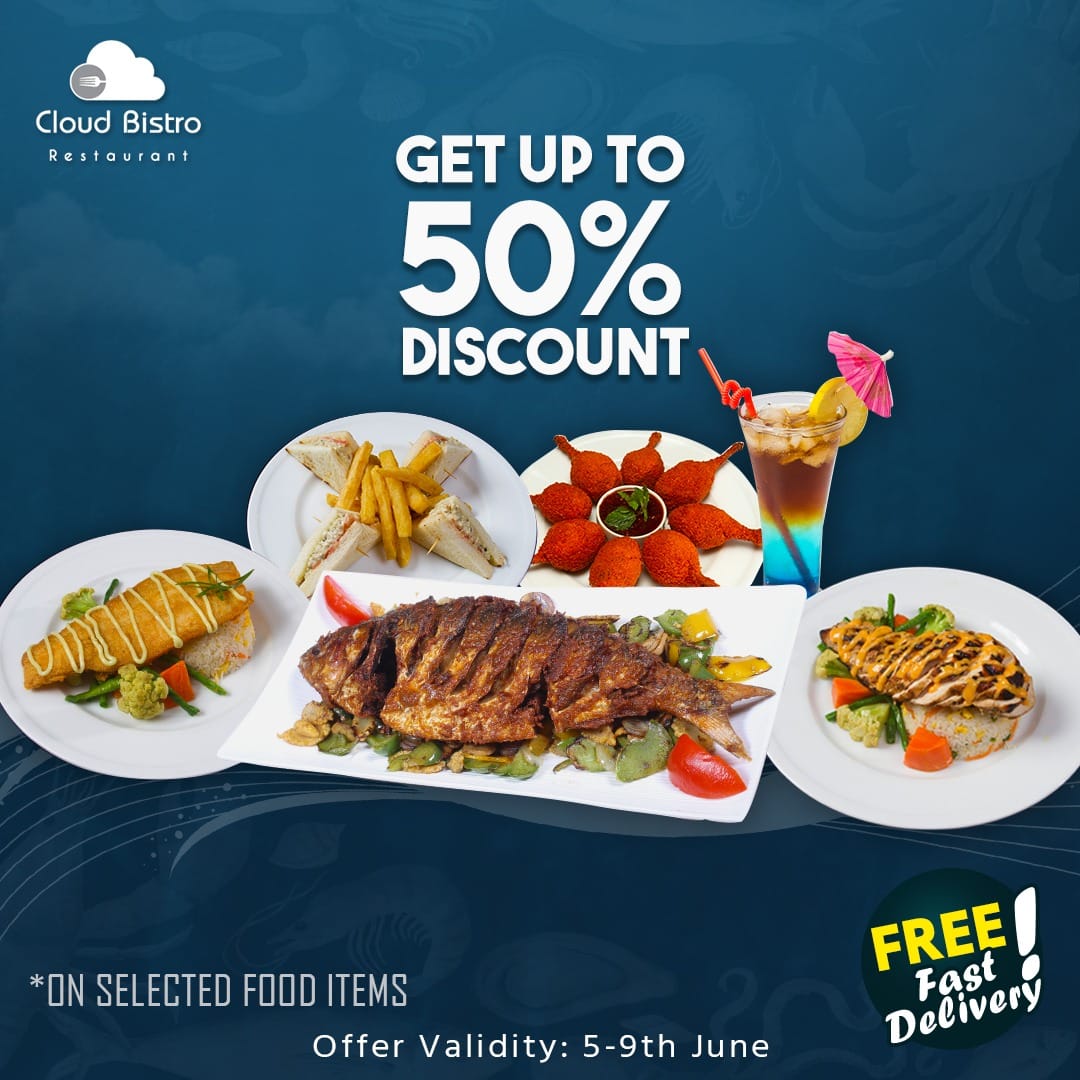 Cloud Bistro
Restaurant
GET UP TO
50%
DISCOUNT
FREE!
Fast
Delivery
*ON SELECTED FOOD ITEMS
Offer Validity: 5-9th June